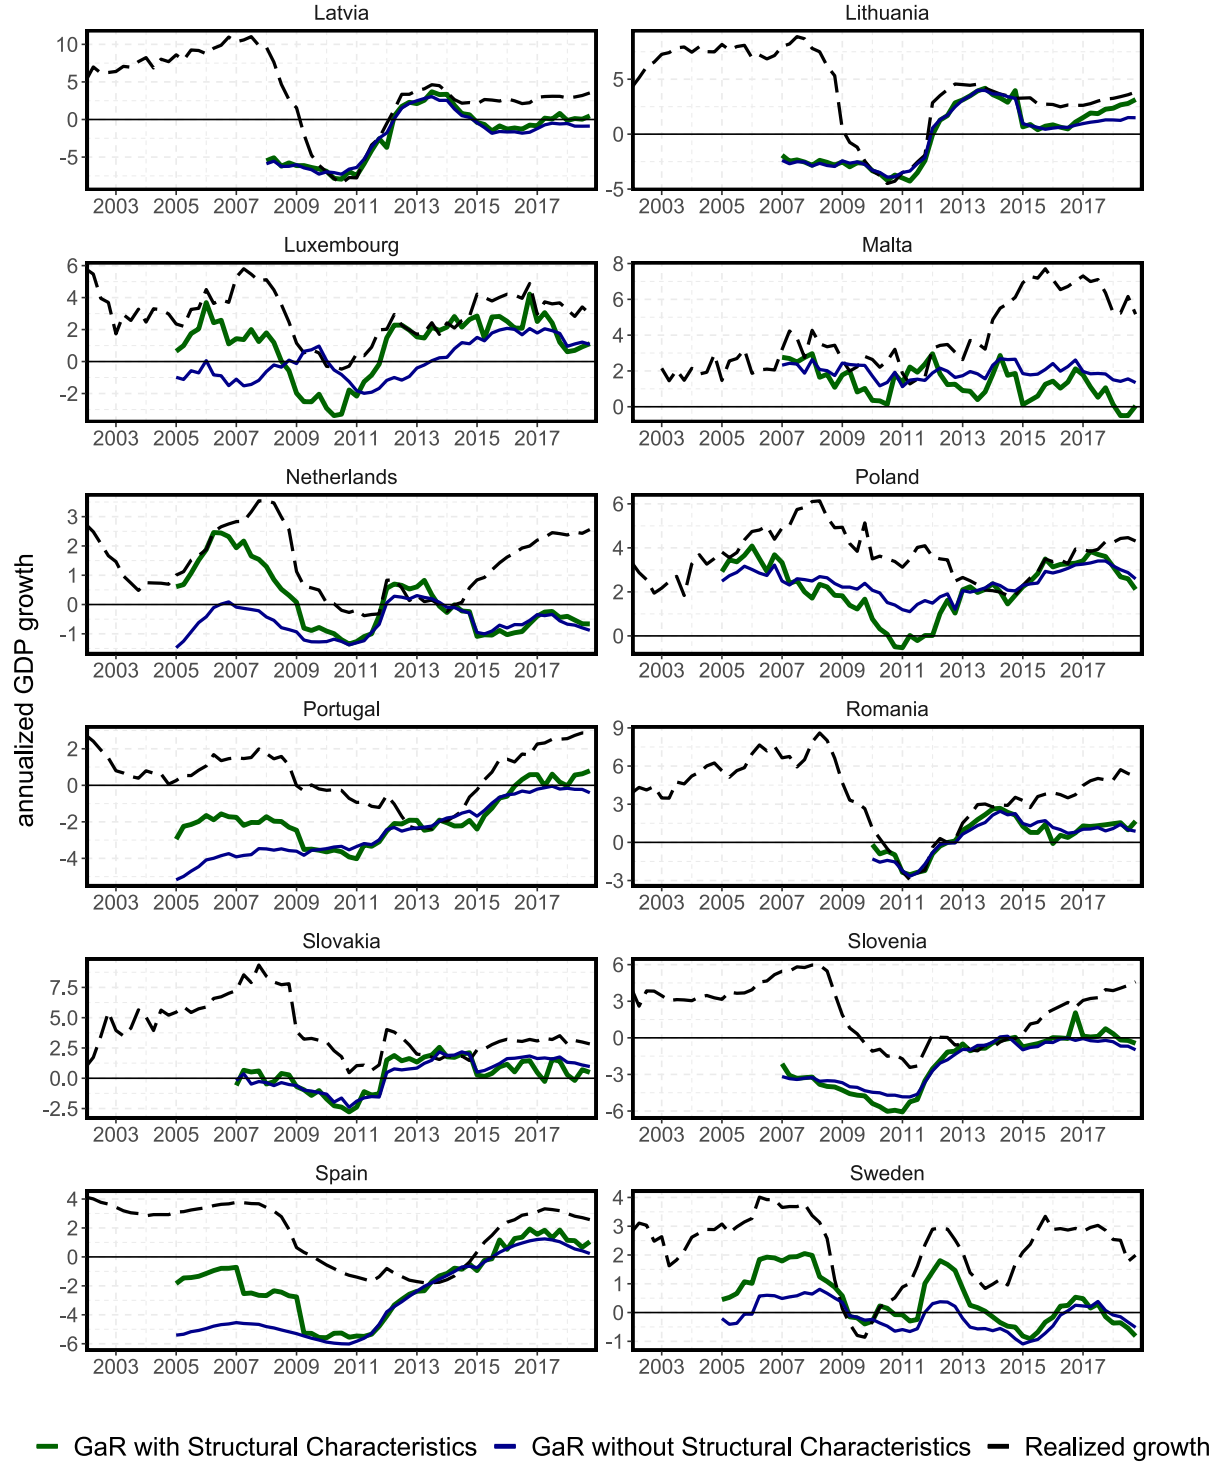 Latvia
Lithuania
10
5
0
-5
5
0
-5
2003 2005 2007 2009 2011 2013 2015 2017
2003 2005 2007 2009 2011 2013 2015 2017
Luxembourg
Malta
6
4
2
0
-2
8
6
4
2
0
2003 2005 2007 2009 2011 2013 2015 2017
2003 2005 2007 2009 2011 2013 2015 2017
Netherlands
Poland
3
2
1
0
-1
6
4
2
0
2003 2005 2007 2009 2011 2013 2015 2017
2003 2005 2007 2009 2011 2013 2015 2017
annualized GDP growth
Portugal
Romania
2
0
-2
-4
9
6
3
0
-3
2003 2005 2007 2009 2011 2013 2015 2017
2003 2005 2007 2009 2011 2013 2015 2017
Slovakia
Slovenia
7.5
5.0
2.5
0.0
-2.5
6
3
0
-3
-6
2003 2005 2007 2009 2011 2013 2015 2017
2003 2005 2007 2009 2011 2013 2015 2017
Spain
Sweden
4
2
0
-2
-4
-6
4
3
2
1
0
-1
2003 2005 2007 2009 2011 2013 2015 2017
2003 2005 2007 2009 2011 2013 2015 2017
GaR with Structural Characteristics GaR without Structural Characteristics Realized growth